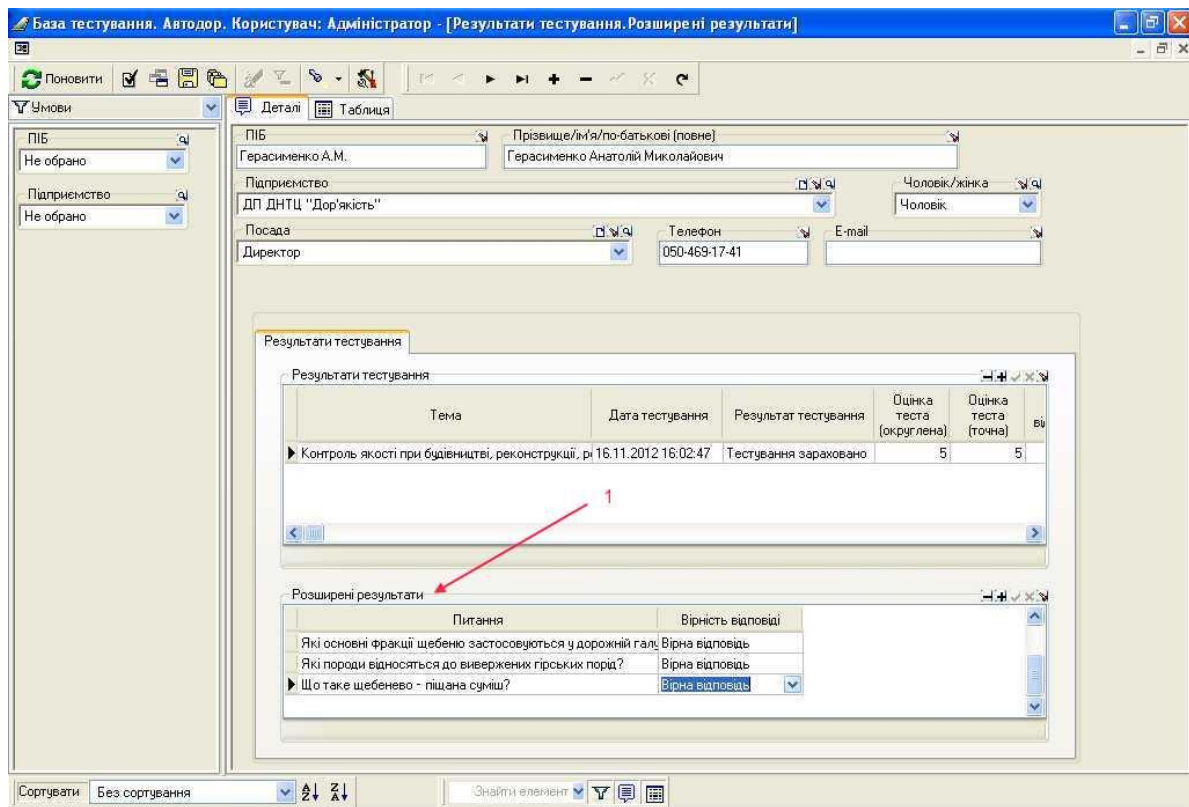 База тестування. Автодор. Користувач: Адміністратор - [Результати тестування.Розширені результати]
Поновити
Умови
Деталі
Таблиця
ПІБ
Не обрано
Підприємство
Не обрано
ПІБ
Прізвище/ім'я/по-батькові (повне)
Герасименко А.М.
Герасименко Анатолій Миколайович
Підприємство
Чоловік/жінка
ДП ДНТЦ "Дор'якість"
Чоловік
Посада
Телефон
E-mail
Директор
050-469-17-41
Результати тестування
Результати тестування
Тема
Дата тестування
Результат тестування
Оцінка
теста
(округлена)
Оцінка
теста
(точна)
Контроль якості при будівництві, реконструкції, р
16.11.2012 16:02:47
Тестування зараховано
5
5
1
Розширені результати
Питання
Вірність відповіді
Які основні фракції щебеню застосовуються у дорожній гал
Вірна відповідь
Які породи відносяться до вивержених гірських порід?
Вірна відповідь
Що таке щебенево - піщана суміш?
Вірна відповідь
Сортувати
Без сортування
Знайти елемент